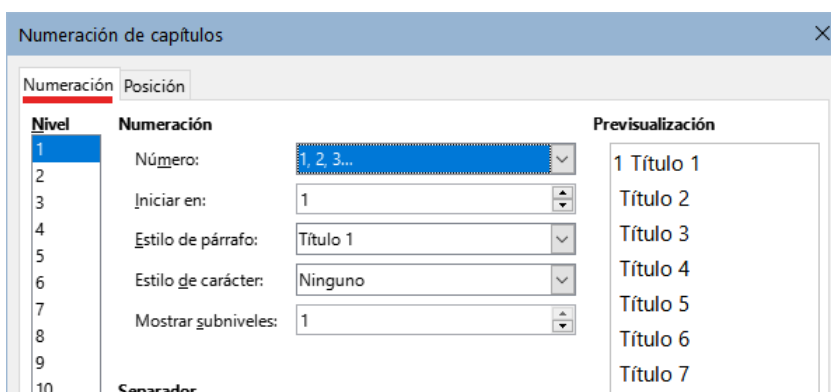 Numeración de capítulos
Numeración Posición
Nivel
1
2
3
4
5
6
7
8
9
10
Numeración
Número: 1, 2, 3...
Iniciar en: 1
Estilo de párrafo: Título 1
Estilo de carácter: Ninguno
Mostrar subniveles: 1
Separador
Previsualización
1 Título 1
Título 2
Título 3
Título 4
Título 5
Título 6
Título 7